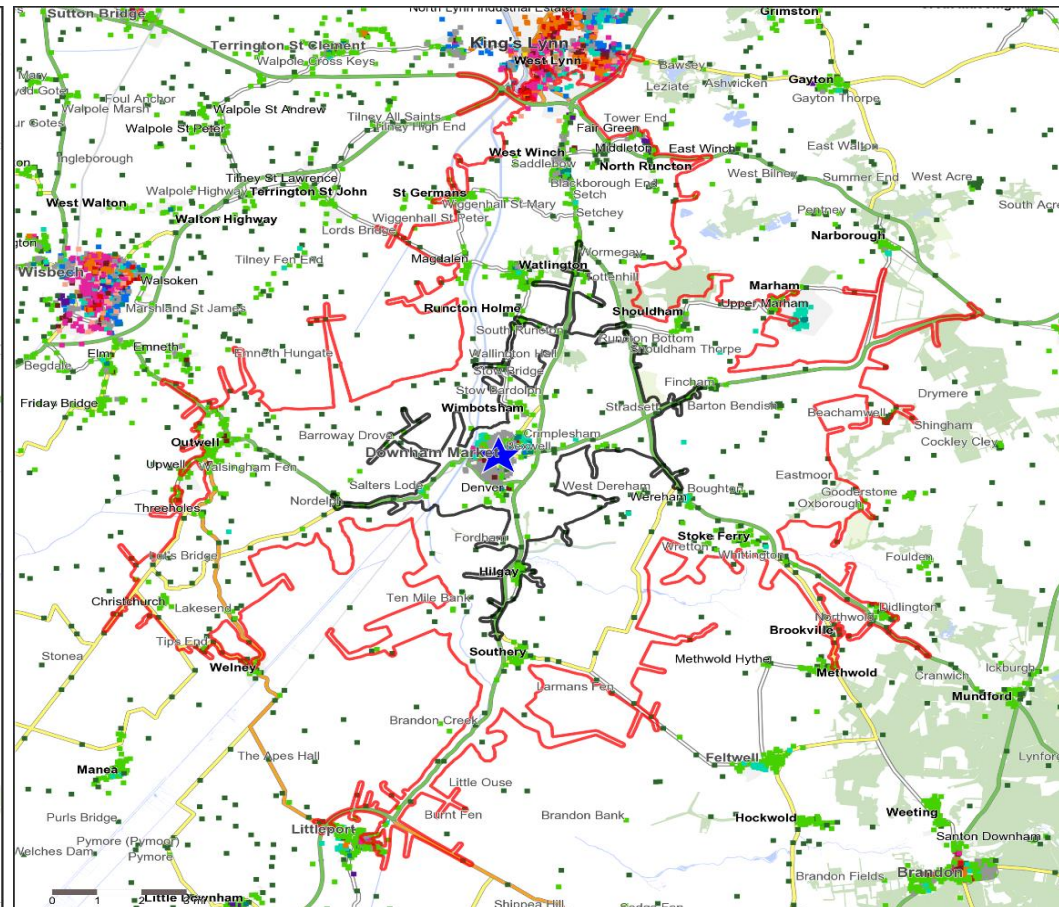 North Lynn Industrial Estate
Sutton Bridge
Grimston
Terrington St Clement
King's Lynn
Walpole Cross Keys
West Lynn
Bawsey
Mary
Gayton
Leziate
Ashwicken
Foul Anchor
Gayton Thorpe
Walpole Marsh
Walpole St Andrew
Tilney All Saints
Tower End
Walpole St Peter
Tilney High End
Fair Green
Middleton
East Winch
East Walton
West Winch
Ingleborough
Saddlebow
North Runcton
West Bilney
Summer End
West Acre
Tilney St Lawrence
Blackborough End
Walpole Highway
Terrington St John
St Germans
Setch
West Walton
Wiggenhall St Mary
South Acre
Setchey
Pentney
Walton Highway
Wiggenhall St Peter
Lords Bridge
Narborough
Wormegay
Tilney Fen End
Magdalen
Watlington
Wisbech
Walsoken
Tottenhill
Marham
Marshland St James
Runcton Holme
Shouldham
Upper Marham
South Runcton
Runcton Bottom
Emneth
Elm
Emneth Hungate
Wallington Hall
Shouldham Thorpe
Begdale
Stow Bridge
Fincham
Stow Bardolph
Drymere
Friday Bridge
Wimbotsham
Stradsett
Barton Bendish
Beachamwell
Shingham
Outwell
Barroway Drove
Crimplesham
Cockley Cley
Downham Market
Bexwell
Upwell
Walsingham Fen
Eastmoor
Salters Lode
Denver
West Dereham
Boughton
Gooderstone
Nordelph
Wereham
Oxborough
Threeholes
Fordham
Stoke Ferry
Wretton
Whittington
Lot's Bridge
Foulden
Hilgay
Christchurch
Lakesend
Ten Mile Bank
Didlington
Northwold
Brookville
Tips End
Stonea
Southery
Methwold Hythe
Welney
Methwold
Cranwich
Ickburgh
Larmans Fen
Mundford
Brandon Creek
The Apes Hall
Feltwell
Lynford
Manea
Little Ouse
Purls Bridge
Burnt Fen
Brandon Bank
Hockwold
Weeting
Littleport
Pymore (Pymoor)
Santon Downham
Welches Dam
Pymore
Brandon Fields
Brandon
0 1 2
Little Downham
Shippea Hill